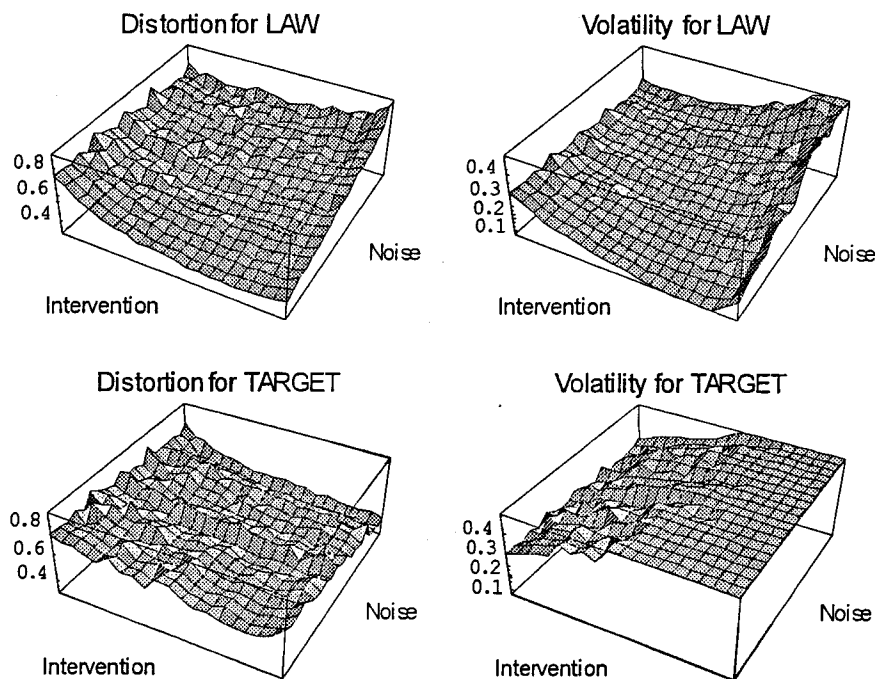 Distortion for LAW
Volatility for LAW
0.8
0.6
0.4
Noise
Intervention
0.4
0.3
0.2
0.1
Noise
Intervention
Distortion for TARGET
Volatility for TARGET
0.8
0.6
0.4
Noise
Intervention
0.4
0.3
0.2
0.1
Noise
Intervention